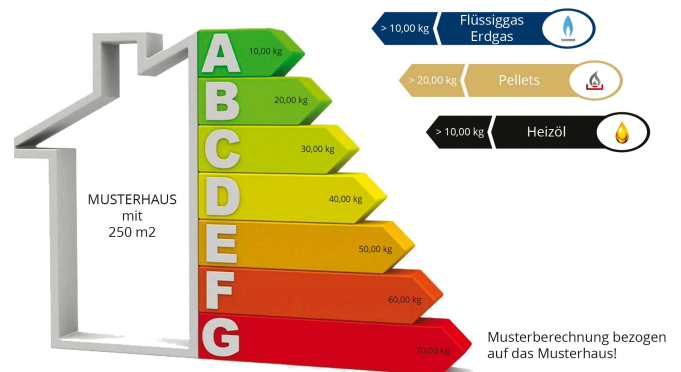 A 10,00 kg
B 20,00 kg
C 30,00 kg
D 40,00 kg
E 50,00 kg
F 60,00 kg
G 70,00 kg
MUSTERHAUS
mit
250 m2
> 10,00 kg Flüssiggas
Erdgas
> 20,00 kg Pellets
> 10,00 kg Heizöl
Musterberechnung bezogen
auf das Musterhaus!